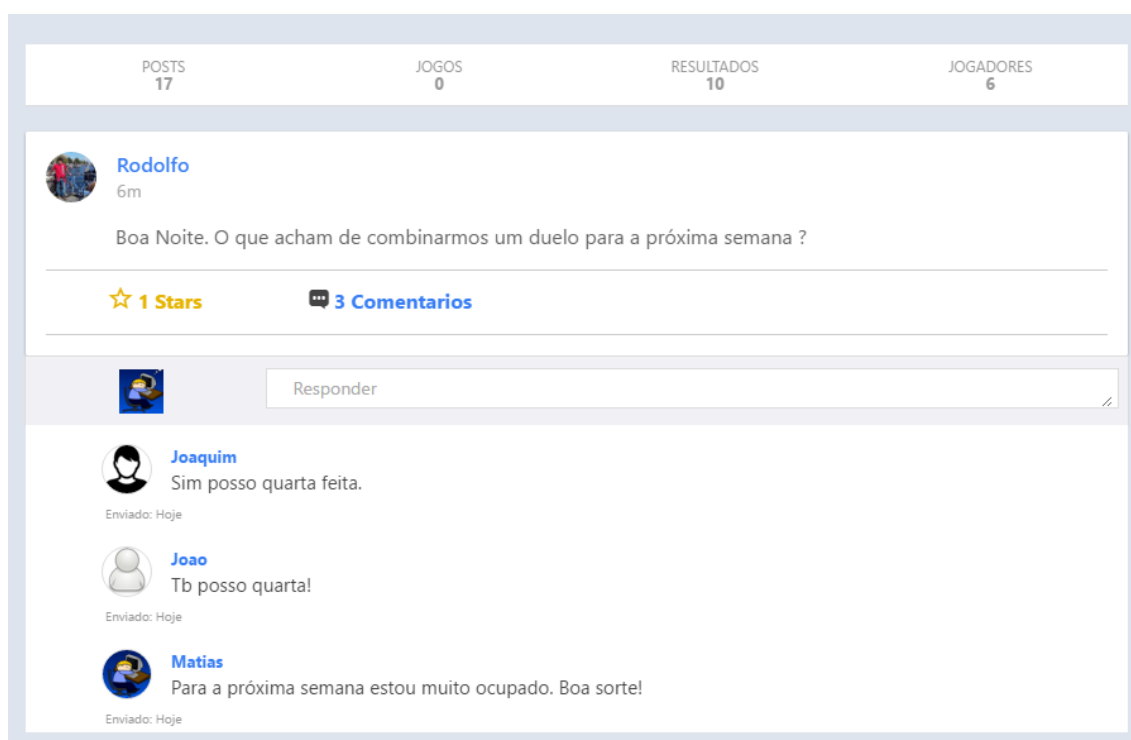 POSTS JOGOS RESULTADOS JOGADORES
17 0 10 6
Rodolfo
6m
Boa Noite. O que acham de combinarmos um duelo para a próxima semana ?
1 Stars 3 Comentarios
Responder
Joaquim
Sim posso quarta feita.
Enviado: Hoje
Joao
Tb posso quarta!
Enviado: Hoje
Matias
Para a próxima semana estou muito ocupado. Boa sorte!
Enviado: Hoje